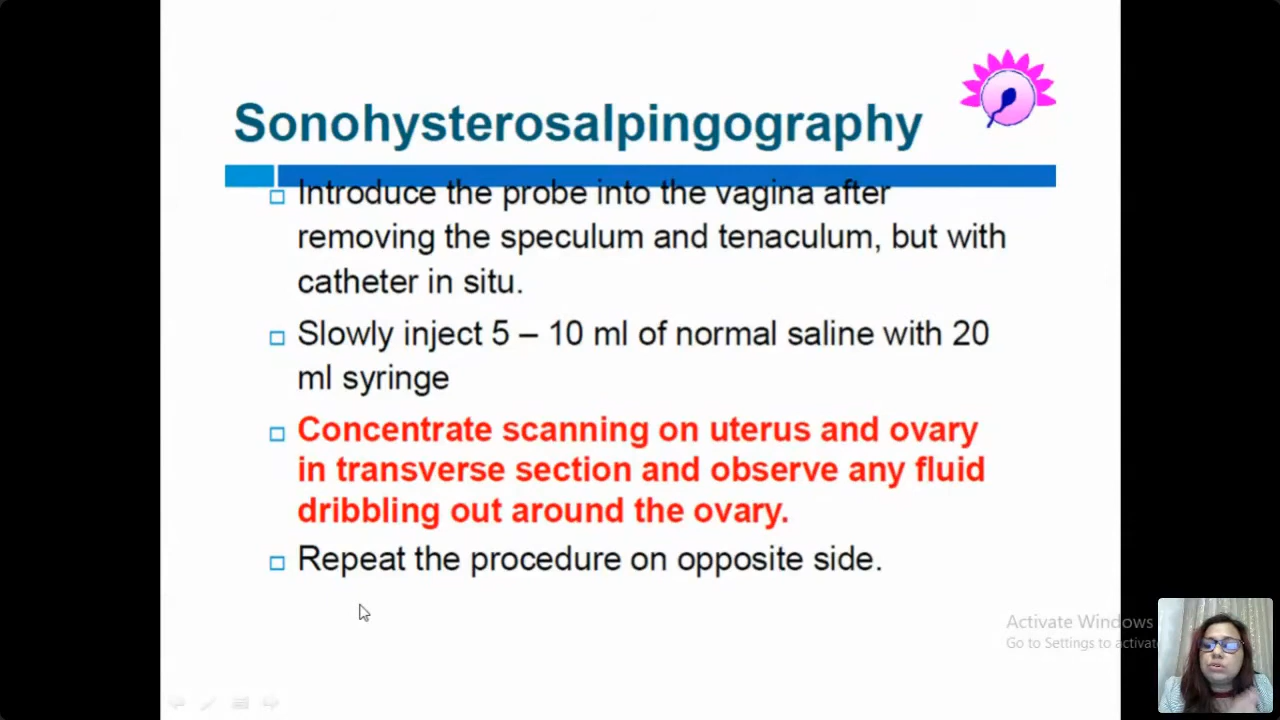 Sonohysterosalpingography
Introduce the probe into the vagina after
removing the speculum and tenaculum, but with
catheter in situ.
Slowly inject 5 – 10 ml of normal saline with 20
ml syringe
Concentrate scanning on uterus and ovary
in transverse section and observe any fluid
dribbling out around the ovary.
Repeat the procedure on opposite side.
Activate Windows
Go to Settings to activate